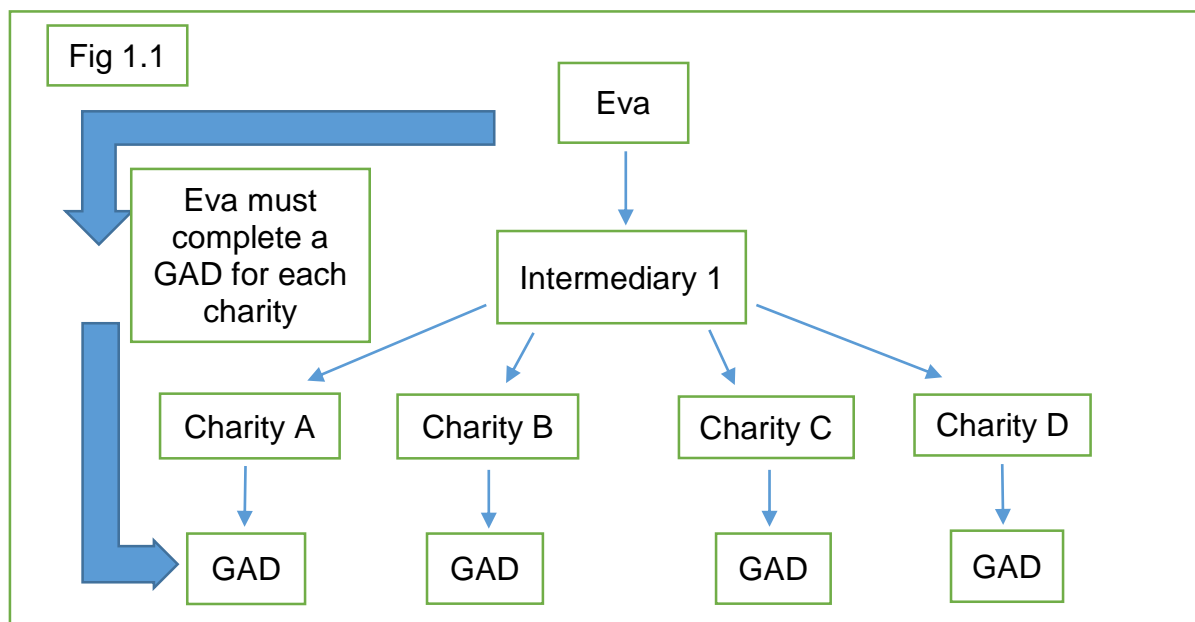 Fig 1.1
Eva
Eva must
complete a
GAD for each
charity
Intermediary 1
Charity A
Charity B
Charity C
Charity D
GAD
GAD
GAD
GAD